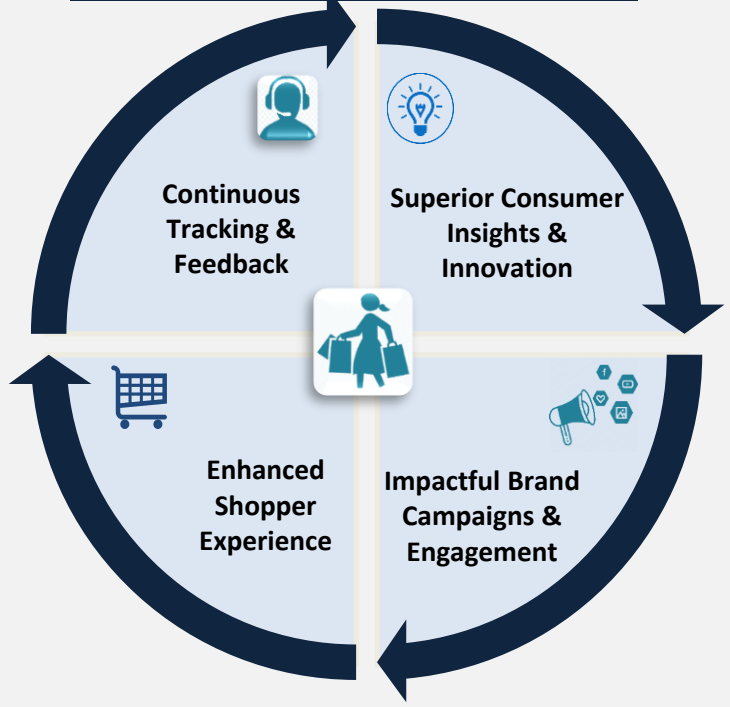 Continuous
Tracking &
Feedback
Superior Consumer
Insights &
Innovation
Enhanced
Shopper
Experience
Impactful Brand
Campaigns &
Engagement